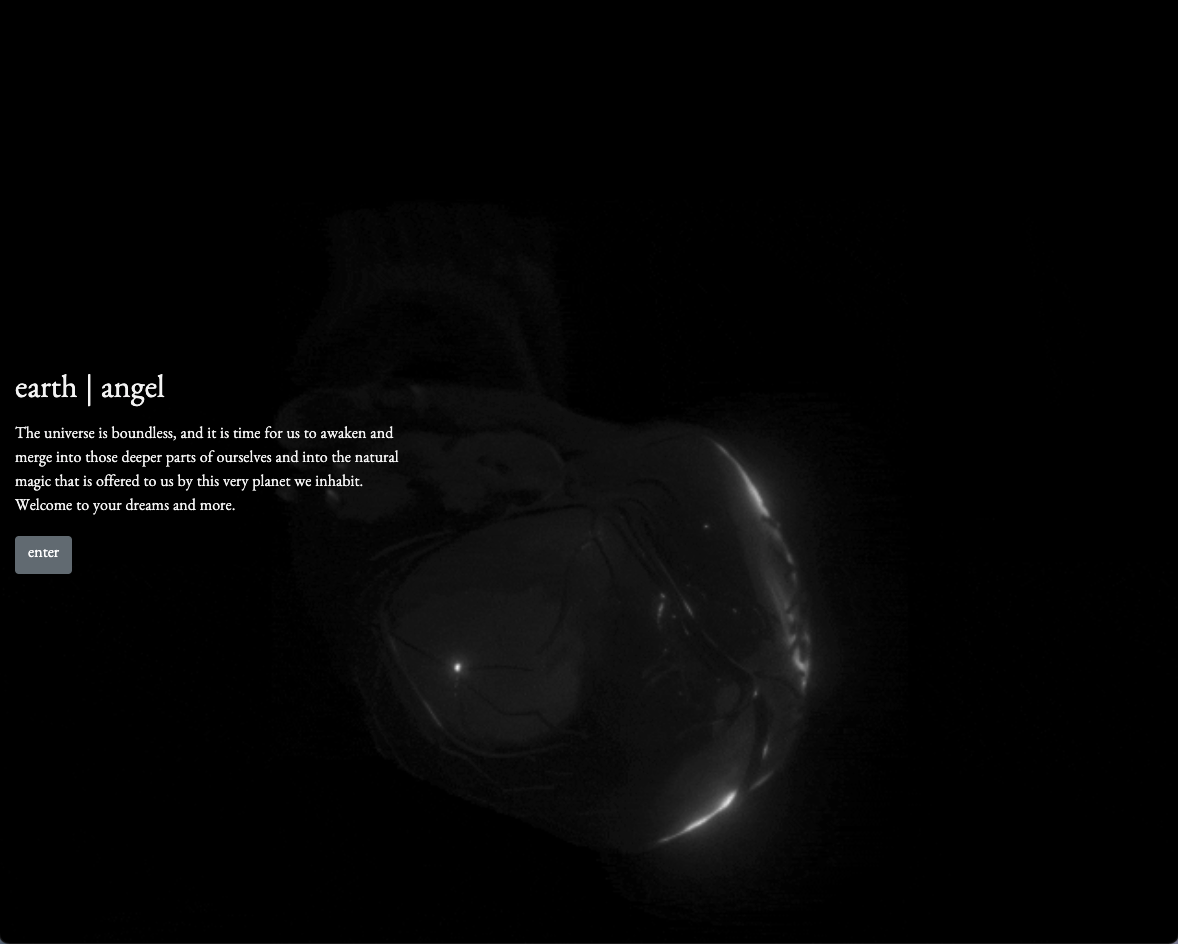 earth | angel
The universe is boundless, and it is time for us to awaken and
merge into those deeper parts of ourselves and into the natural
magic that is offered to us by this very planet we inhabit.
Welcome to your dreams and more.
enter